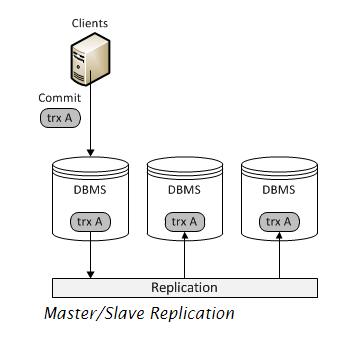 Clients
Commit
trx A
DBMS DBMS DBMS
trx A trx A trx A
Replication
Master/Slave Replication